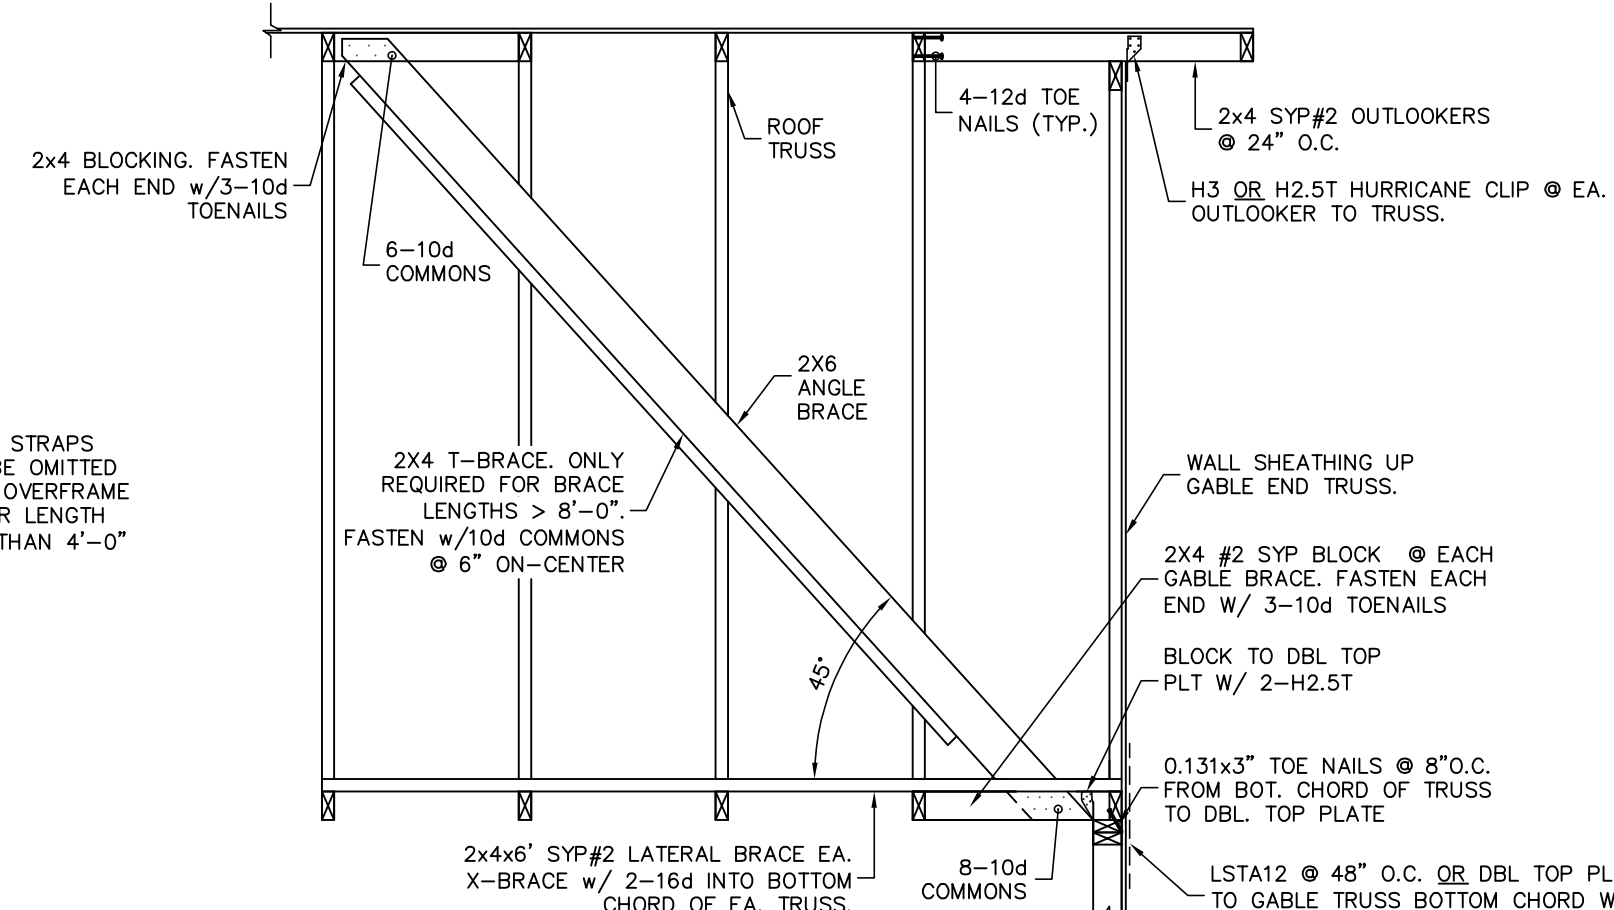 4-12d TOE
NAILS (TYP.)
ROOF
TRUSS
2x4 SYP#2 OUTLOOKERS
@ 24" O.C.
2x4 BLOCKING. FASTEN
EACH END w/3-10d
TOENAILS
H3 OR H2.5T HURRICANE CLIP @ EA.
OUTLOOKER TO TRUSS.
6-10d
COMMONS
2X6
ANGLE
BRACE
STRAPS
BE OMITTED
OVERFRAME
LENGTH
THAN 4'-0"
2X4 T-BRACE. ONLY
REQUIRED FOR BRACE
LENGTHS > 8'-0".
FASTEN w/10d COMMONS
@ 6" ON-CENTER
WALL SHEATHING UP
GABLE END TRUSS.
2X4 #2 SYP BLOCK @ EACH
GABLE BRACE. FASTEN EACH
END W/ 3-10d TOENAILS
45°
BLOCK TO DBL TOP
PLT W/ 2-H2.5T
0.131x3" TOE NAILS @ 8"O.C.
FROM BOT. CHORD OF TRUSS
TO DBL. TOP PLATE
2x4x6' SYP#2 LATERAL BRACE EA.
X-BRACE w/ 2-16d INTO BOTTOM
CHORD OF EA. TRUSS.
8-10d
COMMONS
LSTA12 @ 48" O.C. OR DBL TOP PL
TO GABLE TRUSS BOTTOM CHORD W